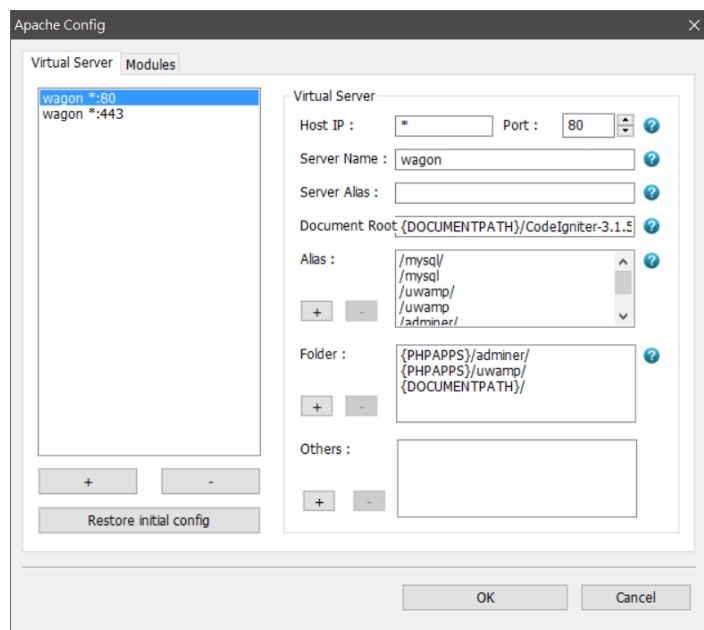 Apache Config
Virtual Server
Modules
wagon *:80
wagon *:443
+
-
Restore initial config
Virtual Server
Host IP :
*
Port :
80
?
Server Name :
wagon
?
Server Alias :
?
Document Root
{DOCUMENTPATH}/CodeIgniter-3.1.5
?
Alias :
/mysql/
/mysql
/uwamp/
/uwamp
/adminer/
?
+
-
Folder :
{PHPAPPS}/adminer/
{PHPAPPS}/uwamp/
{DOCUMENTPATH}/
?
+
-
Others :
+
-
OK
Cancel